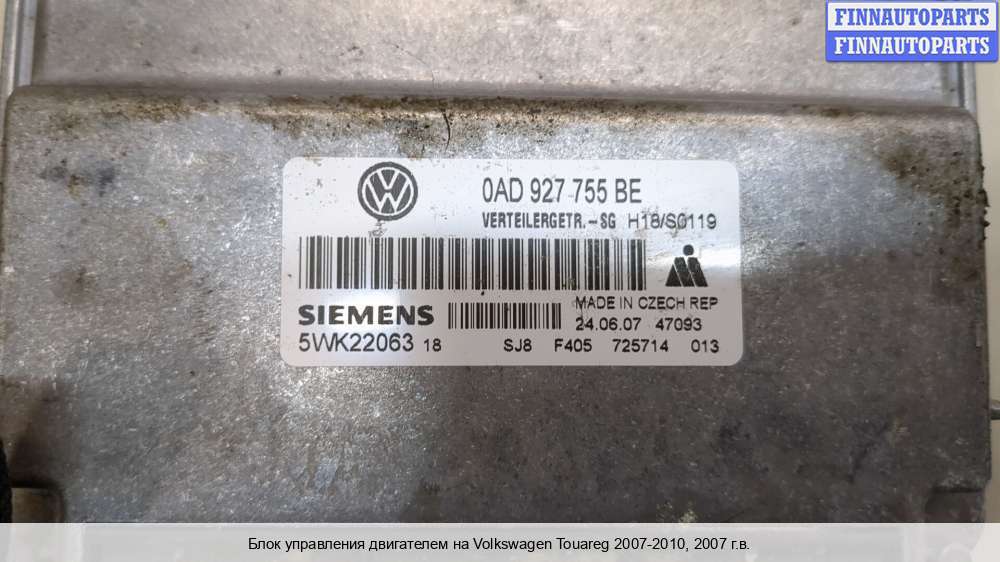 FINNAUTOPARTS
FINNAUTOPARTS
0AD 927 755 BE
VERTEILERGETR.-SG H18/S0119
MADE IN CZECH REP
SIEMENS
24.06.07 47093
5WK22063 18 SJ8 F405 725714 013
Блок управления двигателем на Volkswagen Touareg 2007-2010, 2007 г.в.